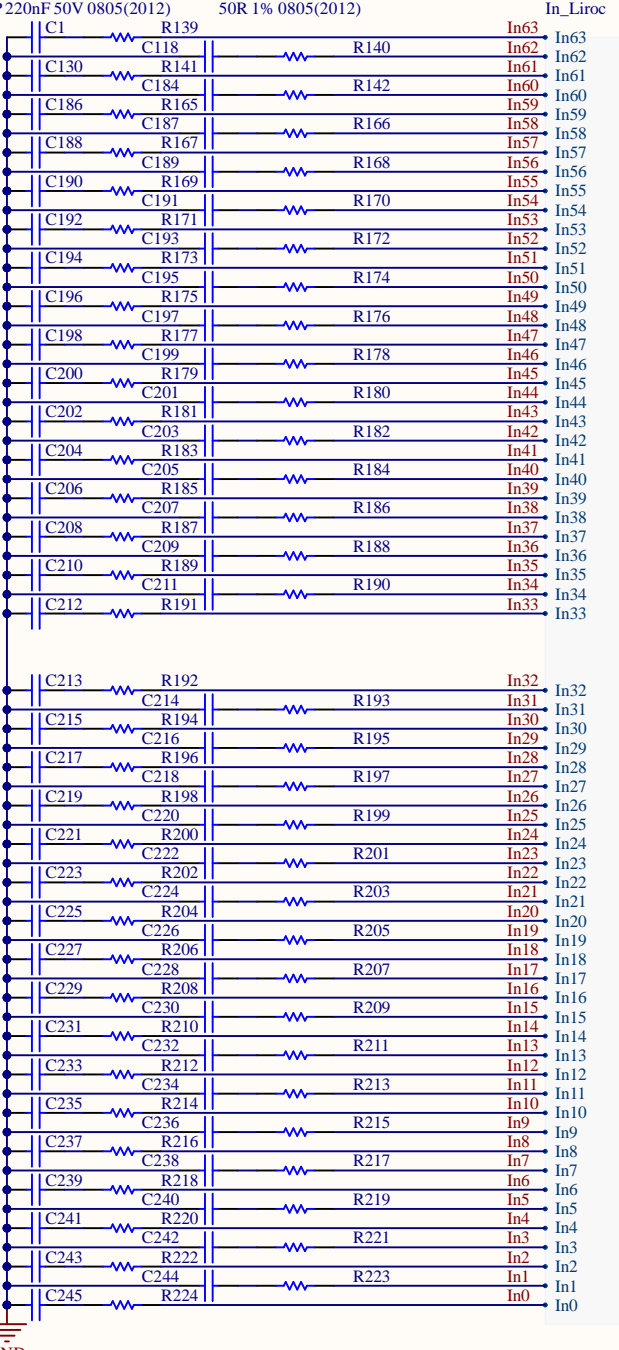 P 220nF 50V 0805(2012) 50R 1% 0805(2012) In_Liroc
C1 R139 In63 In63
C118 R140 In62 In62
C130 R141 In61 In61
C184 R142 In60 In60
C186 R165 In59 In59
C187 R166 In58 In58
C188 R167 In57 In57
C189 R168 In56 In56
C190 R169 In55 In55
C191 R170 In54 In54
C192 R171 In53 In53
C193 R172 In52 In52
C194 R173 In51 In51
C195 R174 In50 In50
C196 R175 In49 In49
C197 R176 In48 In48
C198 R177 In47 In47
C199 R178 In46 In46
C200 R179 In45 In45
C201 R180 In44 In44
C202 R181 In43 In43
C203 R182 In42 In42
C204 R183 In41 In41
C205 R184 In40 In40
C206 R185 In39 In39
C207 R186 In38 In38
C208 R187 In37 In37
C209 R188 In36 In36
C210 R189 In35 In35
C211 R190 In34 In34
C212 R191 In33 In33
C213 R192 In32 In32
C214 R193 In31 In31
C215 R194 In30 In30
C216 R195 In29 In29
C217 R196 In28 In28
C218 R197 In27 In27
C219 R198 In26 In26
C220 R199 In25 In25
C221 R200 In24 In24
C222 R201 In23 In23
C223 R202 In22 In22
C224 R203 In21 In21
C225 R204 In20 In20
C226 R205 In19 In19
C227 R206 In18 In18
C228 R207 In17 In17
C229 R208 In16 In16
C230 R209 In15 In15
C231 R210 In14 In14
C232 R211 In13 In13
C233 R212 In12 In12
C234 R213 In11 In11
C235 R214 In10 In10
C236 R215 In9 In9
C237 R216 In8 In8
C238 R217 In7 In7
C239 R218 In6 In6
C240 R219 In5 In5
C241 R220 In4 In4
C242 R221 In3 In3
C243 R222 In2 In2
C244 R223 In1 In1
C245 R224 In0 In0